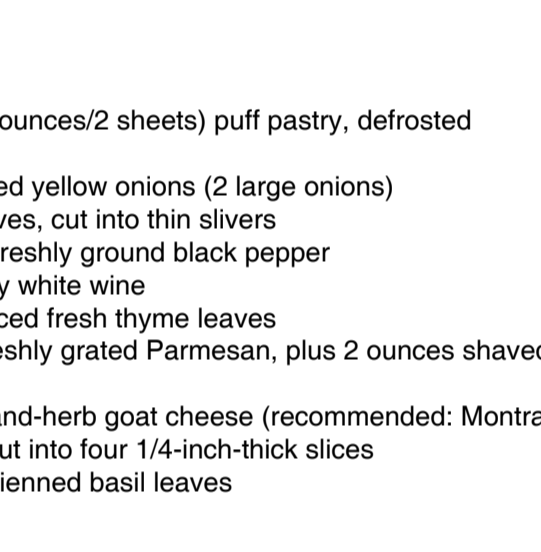 ounces/2 sheets) puff pastry, defrosted
ed yellow onions (2 large onions)
ves, cut into thin slivers
reshly ground black pepper
y white wine
ced fresh thyme leaves
eshly grated Parmesan, plus 2 ounces shaved
and-herb goat cheese (recommended: Montra
ut into four 1/4-inch-thick slices
ienned basil leaves